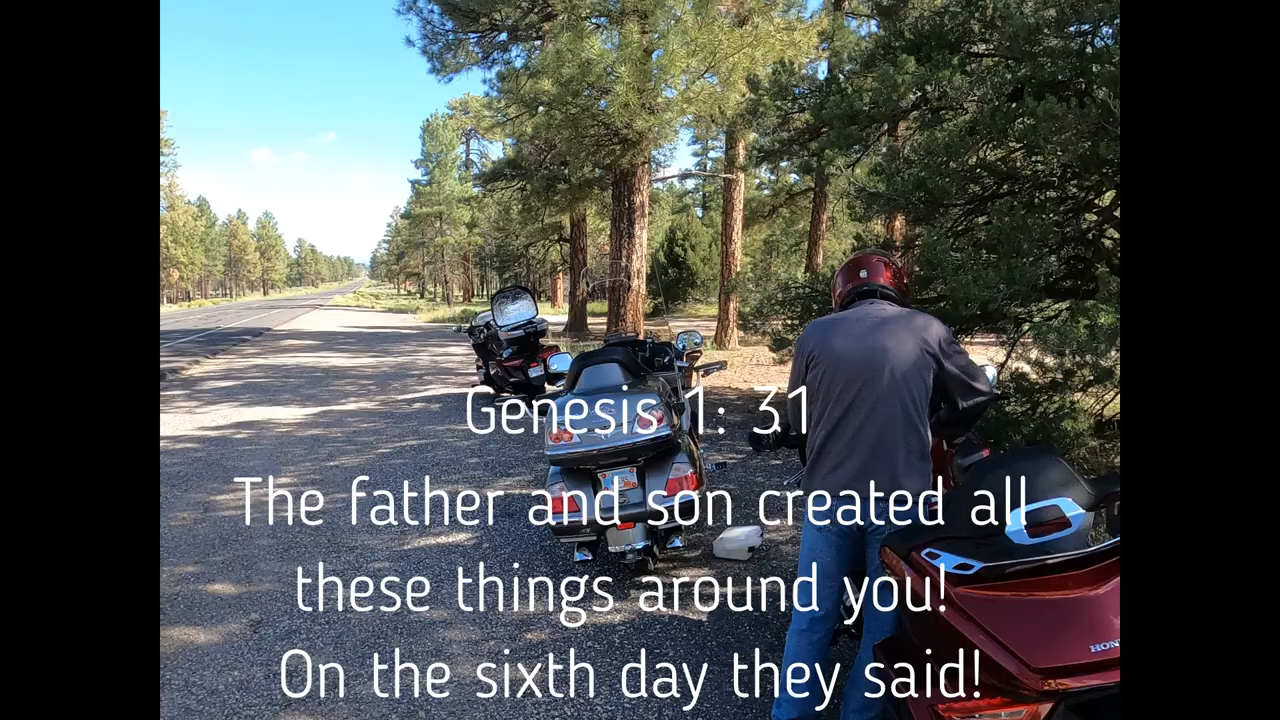 Genesis 1: 31
The father and son created all
these things around you!
On the sixth day they said!
HON